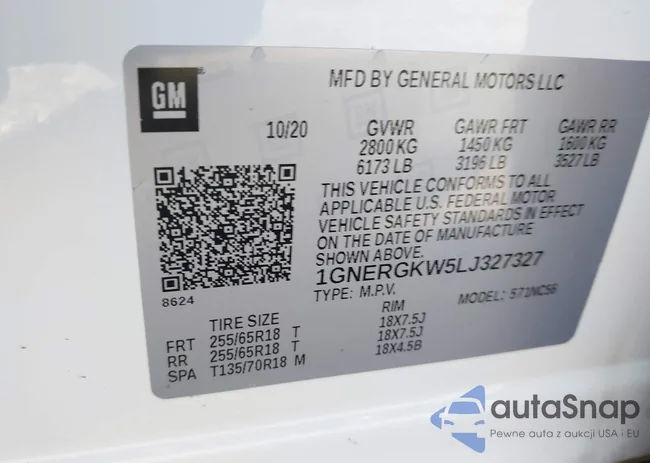 MFD BY GENERAL MOTORS LLC
GM
10/20 GVWR GAWR FRT GAWR RR
2800 KG 1450 KG 1600 KG
6173 LB 3196 LB 3527 LB
THIS VEHICLE CONFORMS TO ALL
APPLICABLE U.S. FEDERAL MOTOR
VEHICLE SAFETY STANDARDS IN EFFECT
ON THE DATE OF MANUFACTURE
SHOWN ABOVE.
1GNERGKW5LJ327327
8624
TYPE: M.P.V. MODEL: 571NC56
TIRE SIZE RIM
FRT 255/65R18 T 18X7.5J
RR 255/65R18 T 18X7.5J
SPA T135/70R18 M 18X4.5B
autaSnap
Pewne auta z aukcji USA i EU